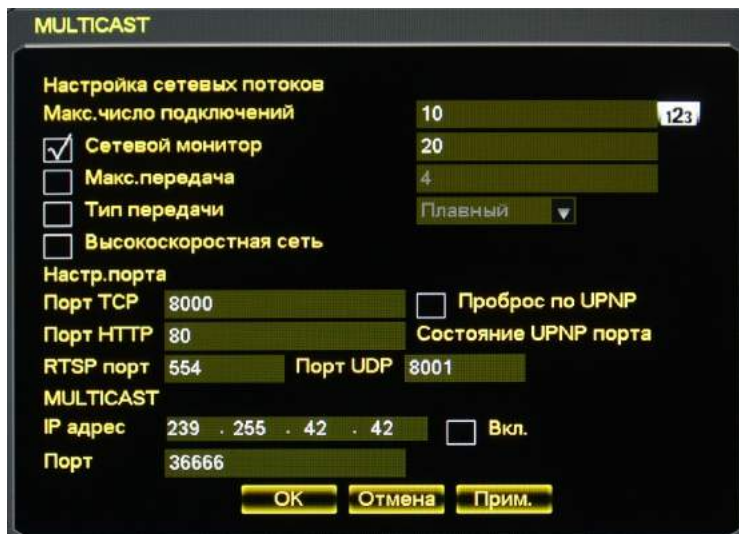 MULTICAST
Настройка сетевых потоков
Макс.число подключений 10 123
Сетевой монитор 20
Макс.передача 4
Тип передачи Плавный
Высокоскоростная сеть
Настр.порта
Порт TCP 8000 Проброс по UPNP
Порт HTTP 80 Состояние UPNP порта
RTSP порт 554 Порт UDP 8001
MULTICAST
IP адрес 239 . 255 . 42 . 42 Вкл.
Порт 36666
OK Отмена Прим.